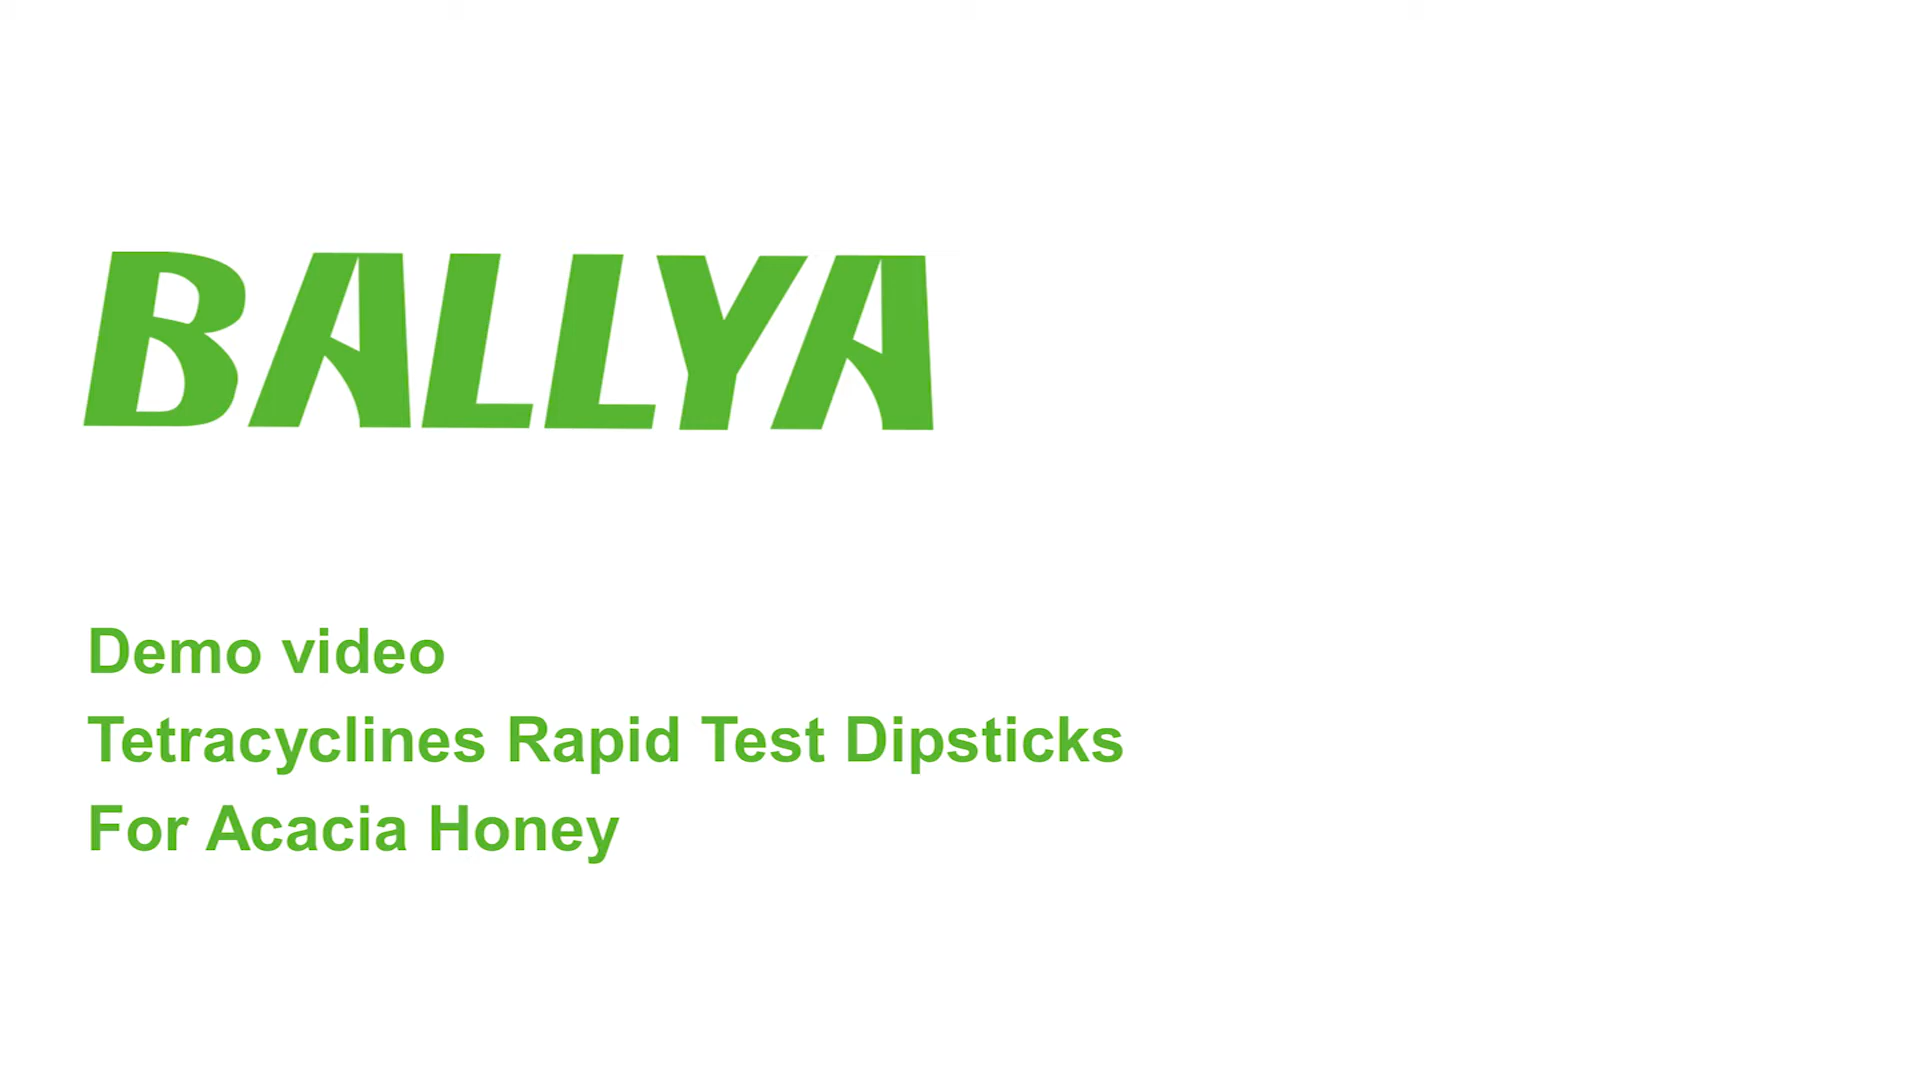 BALLYA
Demo video
Tetracyclines Rapid Test Dipsticks
For Acacia Honey